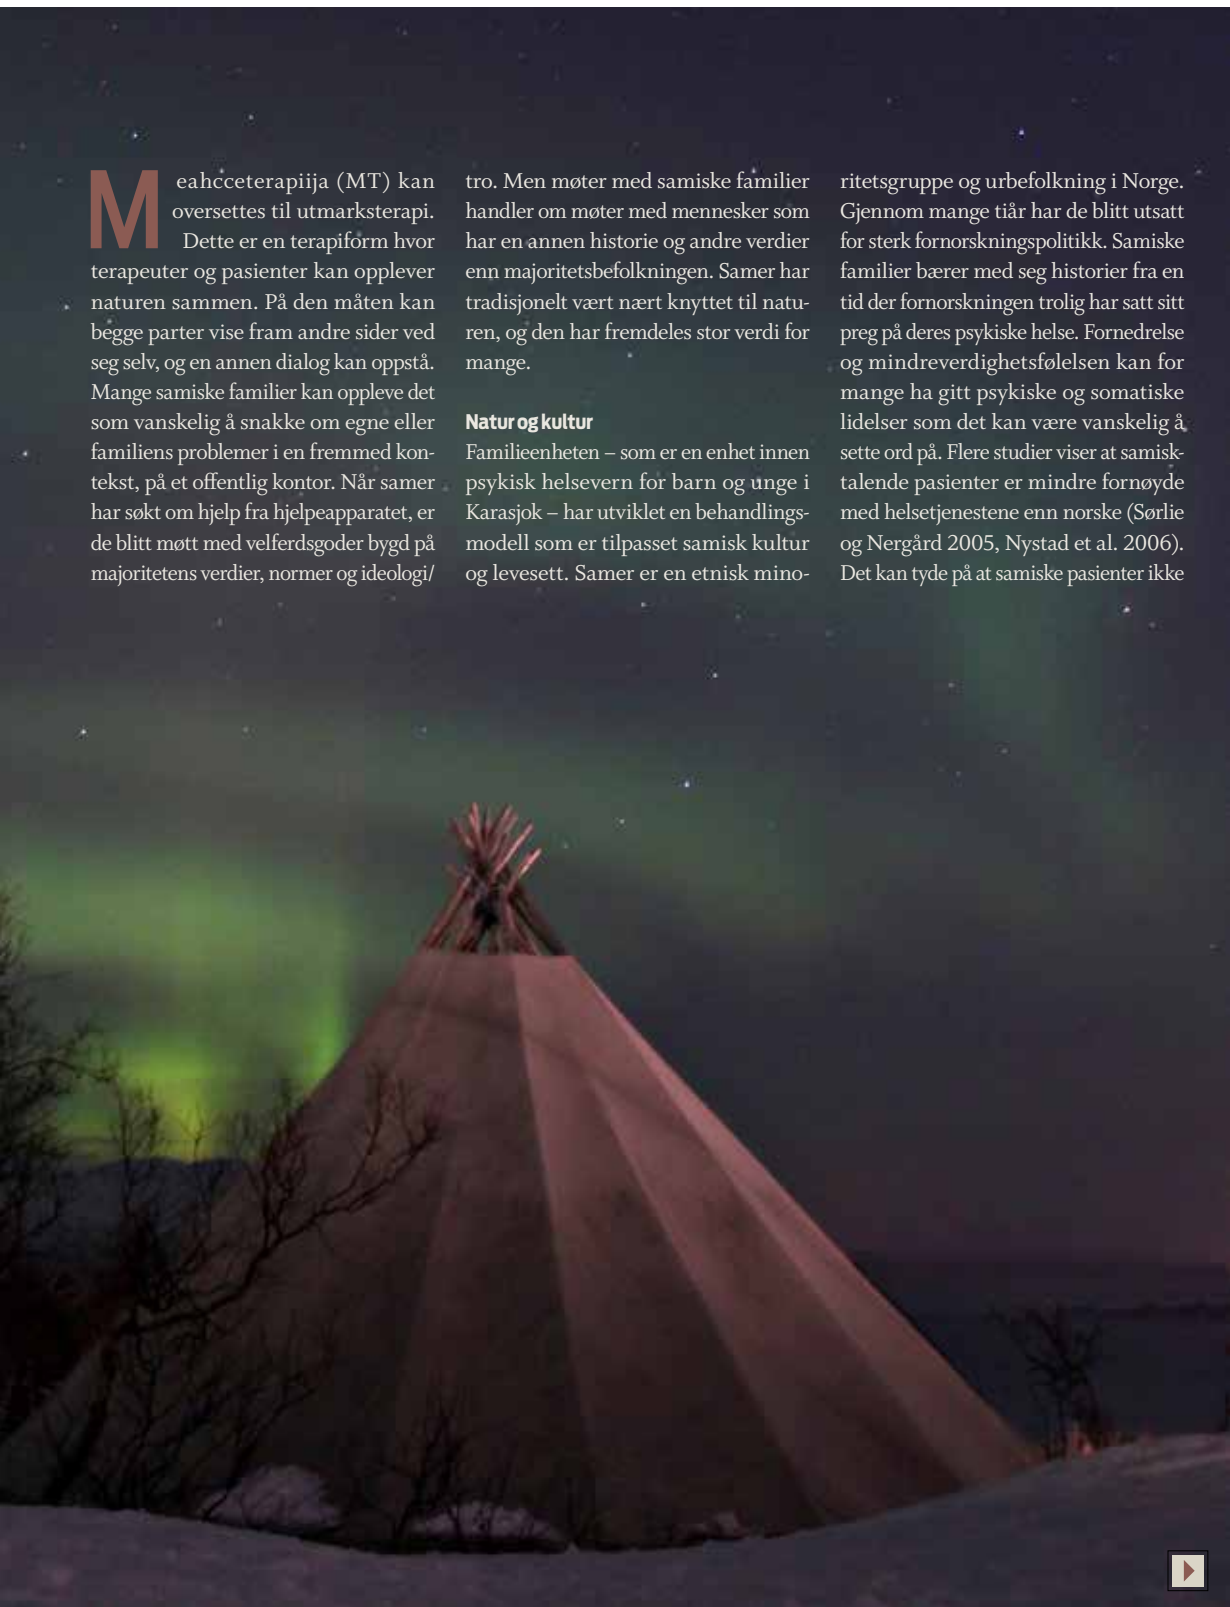 Meahcceterapiija (MT) kan
oversettes til utmarksterapi.
Dette er en terapiform hvor
terapeuter og pasienter kan opplever
naturen sammen. På den måten kan
begge parter vise fram andre sider ved
seg selv, og en annen dialog kan oppstå.
Mange samiske familier kan oppleve det
som vanskelig å snakke om egne eller
familiens problemer i en fremmed kon-
tekst, på et offentlig kontor. Når samer
har søkt om hjelp fra hjelpeapparatet, er
de blitt møtt med velferdsgoder bygd på
majoritetens verdier, normer og ideologi/
tro. Men møter med samiske familier
handler om møter med mennesker som
har en annen historie og andre verdier
enn majoritetsbefolkningen. Samer har
tradisjonelt vært nært knyttet til natu-
ren, og den har fremdeles stor verdi for
mange.
Natur og kultur
Familieenheten – som er en enhet innen
psykisk helsevern for barn og unge i
Karasjok – har utviklet en behandlings-
modell som er tilpasset samisk kultur
og levesett. Samer er en etnisk mino-
ritetsgruppe og urbefolkning i Norge.
Gjennom mange tiår har de blitt utsatt
for sterk fornorskningspolitikk. Samiske
familier bærer med seg historier fra en
tid der fornorskningen trolig har satt sitt
preg på deres psykiske helse. Fornedrelse
og mindreverdighetsfølelsen kan for
mange ha gitt psykiske og somatiske
lidelser som det kan være vanskelig å
sette ord på. Flere studier viser at samisk-
talende pasienter er mindre fornøyde
med helsetjenestene enn norske (Sørlie
og Nergård 2005, Nystad et al. 2006).
Det kan tyde på at samiske pasienter ikke